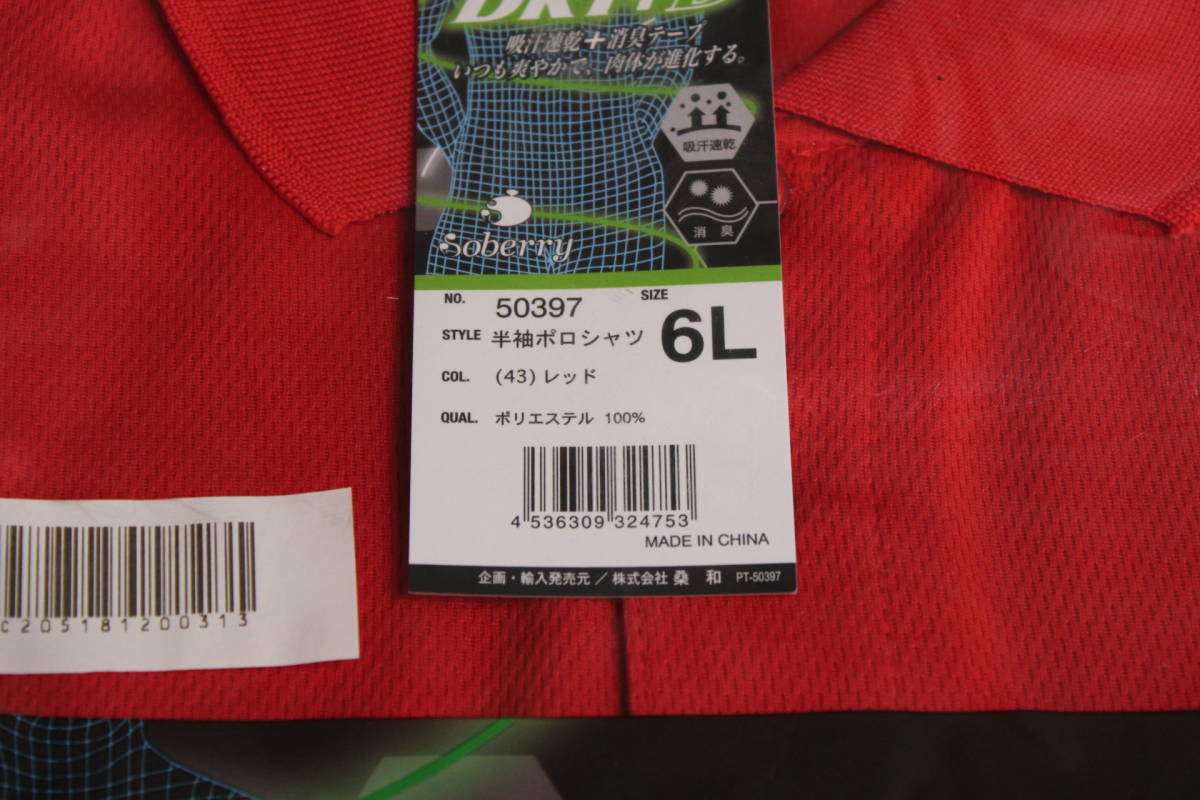 DRY+D
吸汗速乾+消臭テープ
いつも爽やかで、肉体が進化する。
吸汗速乾
消臭
Soberry
NO. 50397
SIZE 6L
STYLE 半袖ポロシャツ
COL. (43)レッド
QUAL. ポリエステル 100%
4 536309 324753
MADE IN CHINA
企画・輸入発売元／株式会社 桑 和 PT-50397
C205181200313